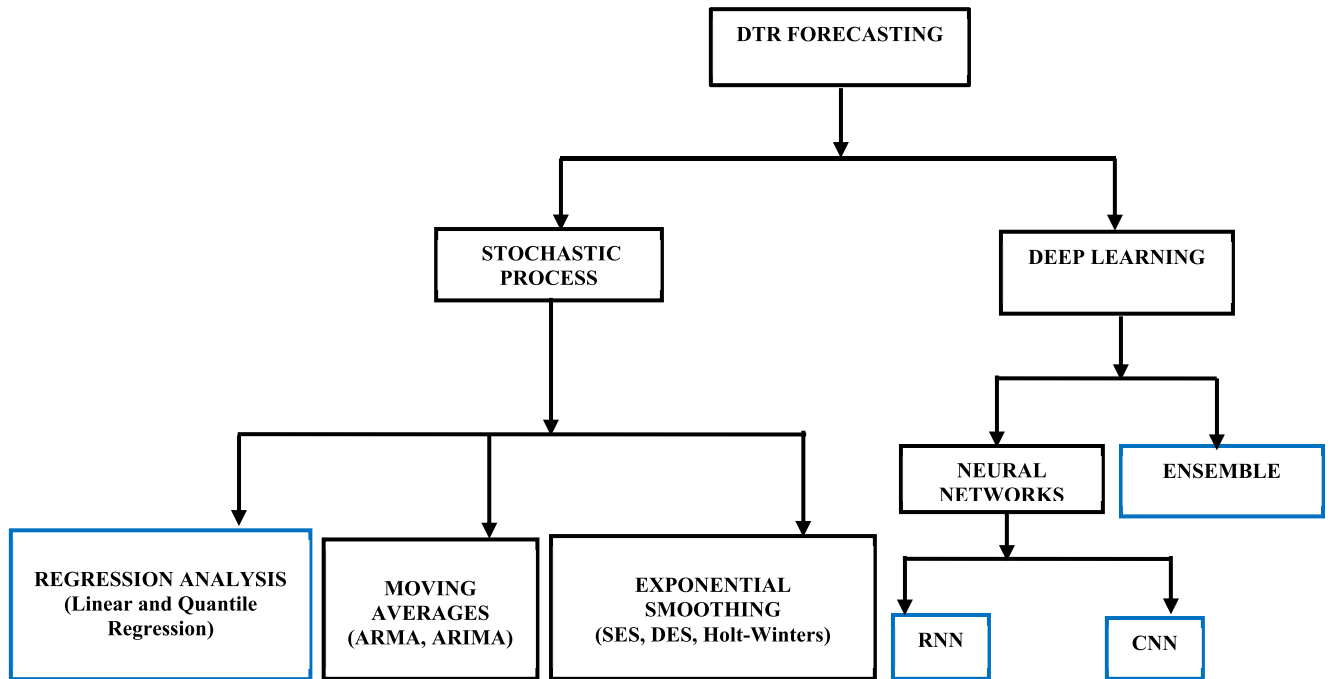 DTR FORECASTING
STOCHASTIC
PROCESS
DEEP LEARNING
NEURAL
NETWORKS
ENSEMBLE
REGRESSION ANALYSIS
(Linear and Quantile
Regression)
MOVING
AVERAGES
(ARMA, ARIMA)
EXPONENTIAL
SMOOTHING
(SES, DES, Holt-Winters)
RNN
CNN